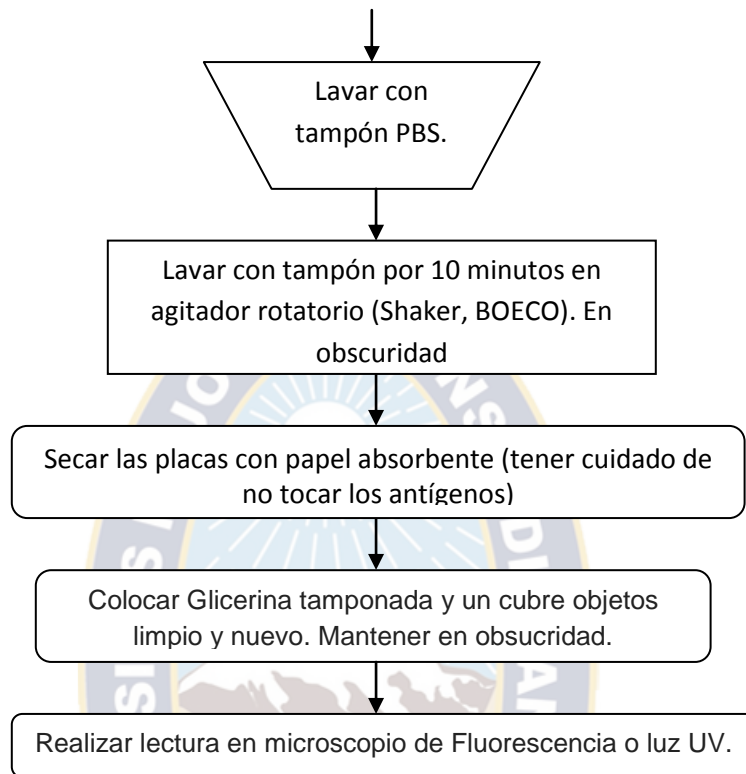 Lavar con
tampón PBS.
Lavar con tampón por 10 minutos en
agitador rotatorio (Shaker, BOECO). En
obscuridad
Secar las placas con papel absorbente (tener cuidado de
no tocar los antígenos)
Colocar Glicerina tamponada y un cubre objetos
limpio y nuevo. Mantener en obsucridad.
Realizar lectura en microscopio de Fluorescencia o luz UV.